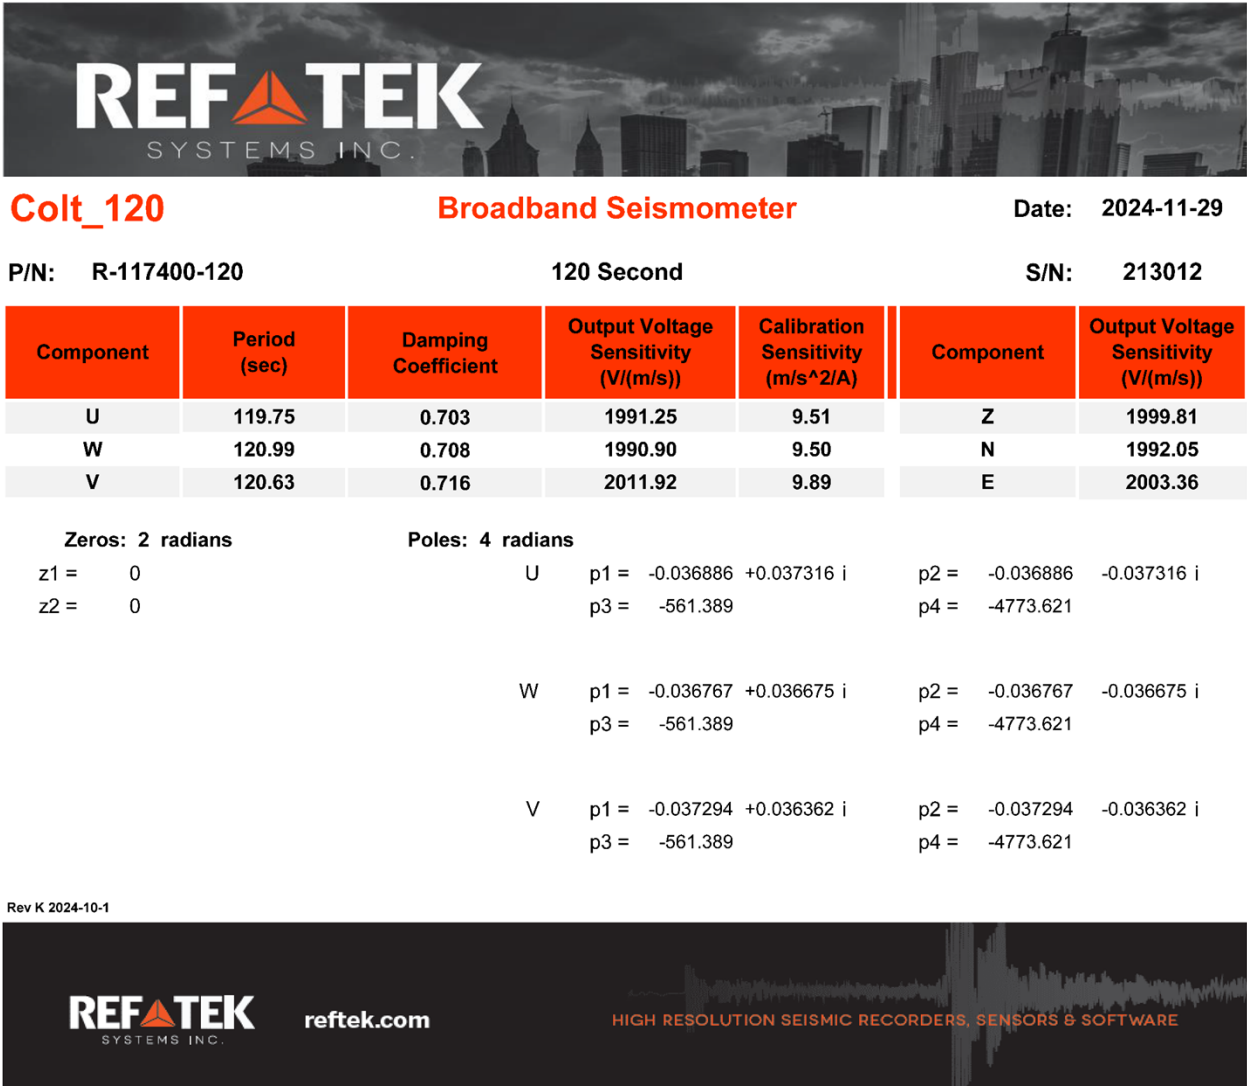 REFTEK
SYSTEMS INC.
Colt_120 Broadband Seismometer Date: 2024-11-29
P/N: R-117400-120 120 Second S/N: 213012
Component Period (sec) Damping Coefficient Output Voltage Sensitivity (V/(m/s)) Calibration Sensitivity (m/s^2/A) Component Output Voltage Sensitivity (V/(m/s))
U 119.75 0.703 1991.25 9.51 Z 1999.81
W 120.99 0.708 1990.90 9.50 N 1992.05
V 120.63 0.716 2011.92 9.89 E 2003.36
Zeros: 2 radians Poles: 4 radians
z1 = 0 U p1 = -0.036886 +0.037316 i p2 = -0.036886 -0.037316 i
z2 = 0 p3 = -561.389 p4 = -4773.621
W p1 = -0.036767 +0.036675 i p2 = -0.036767 -0.036675 i
p3 = -561.389 p4 = -4773.621
V p1 = -0.037294 +0.036362 i p2 = -0.037294 -0.036362 i
p3 = -561.389 p4 = -4773.621
Rev K 2024-10-1
REFTEK
SYSTEMS INC.
reftek.com
HIGH RESOLUTION SEISMIC RECORDERS, SENSORS & SOFTWARE